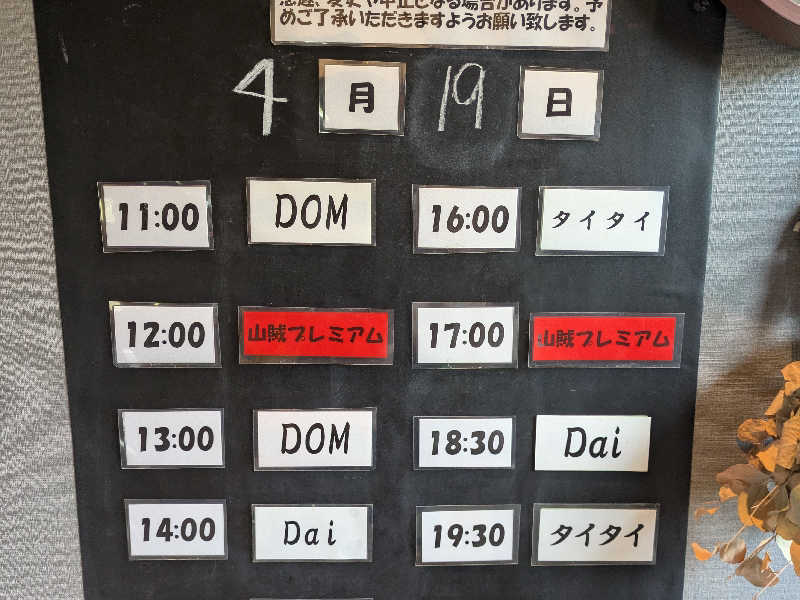 急遽、変更や中止となる場合があります。予
めご了承いただきますようお願い致します。
4月19日
11:00 DOM
12:00 山賊プレミアム
13:00 DOM
14:00 Dai
16:00 タイタイ
17:00 山賊プレミアム
18:30 Dai
19:30 タイタイ